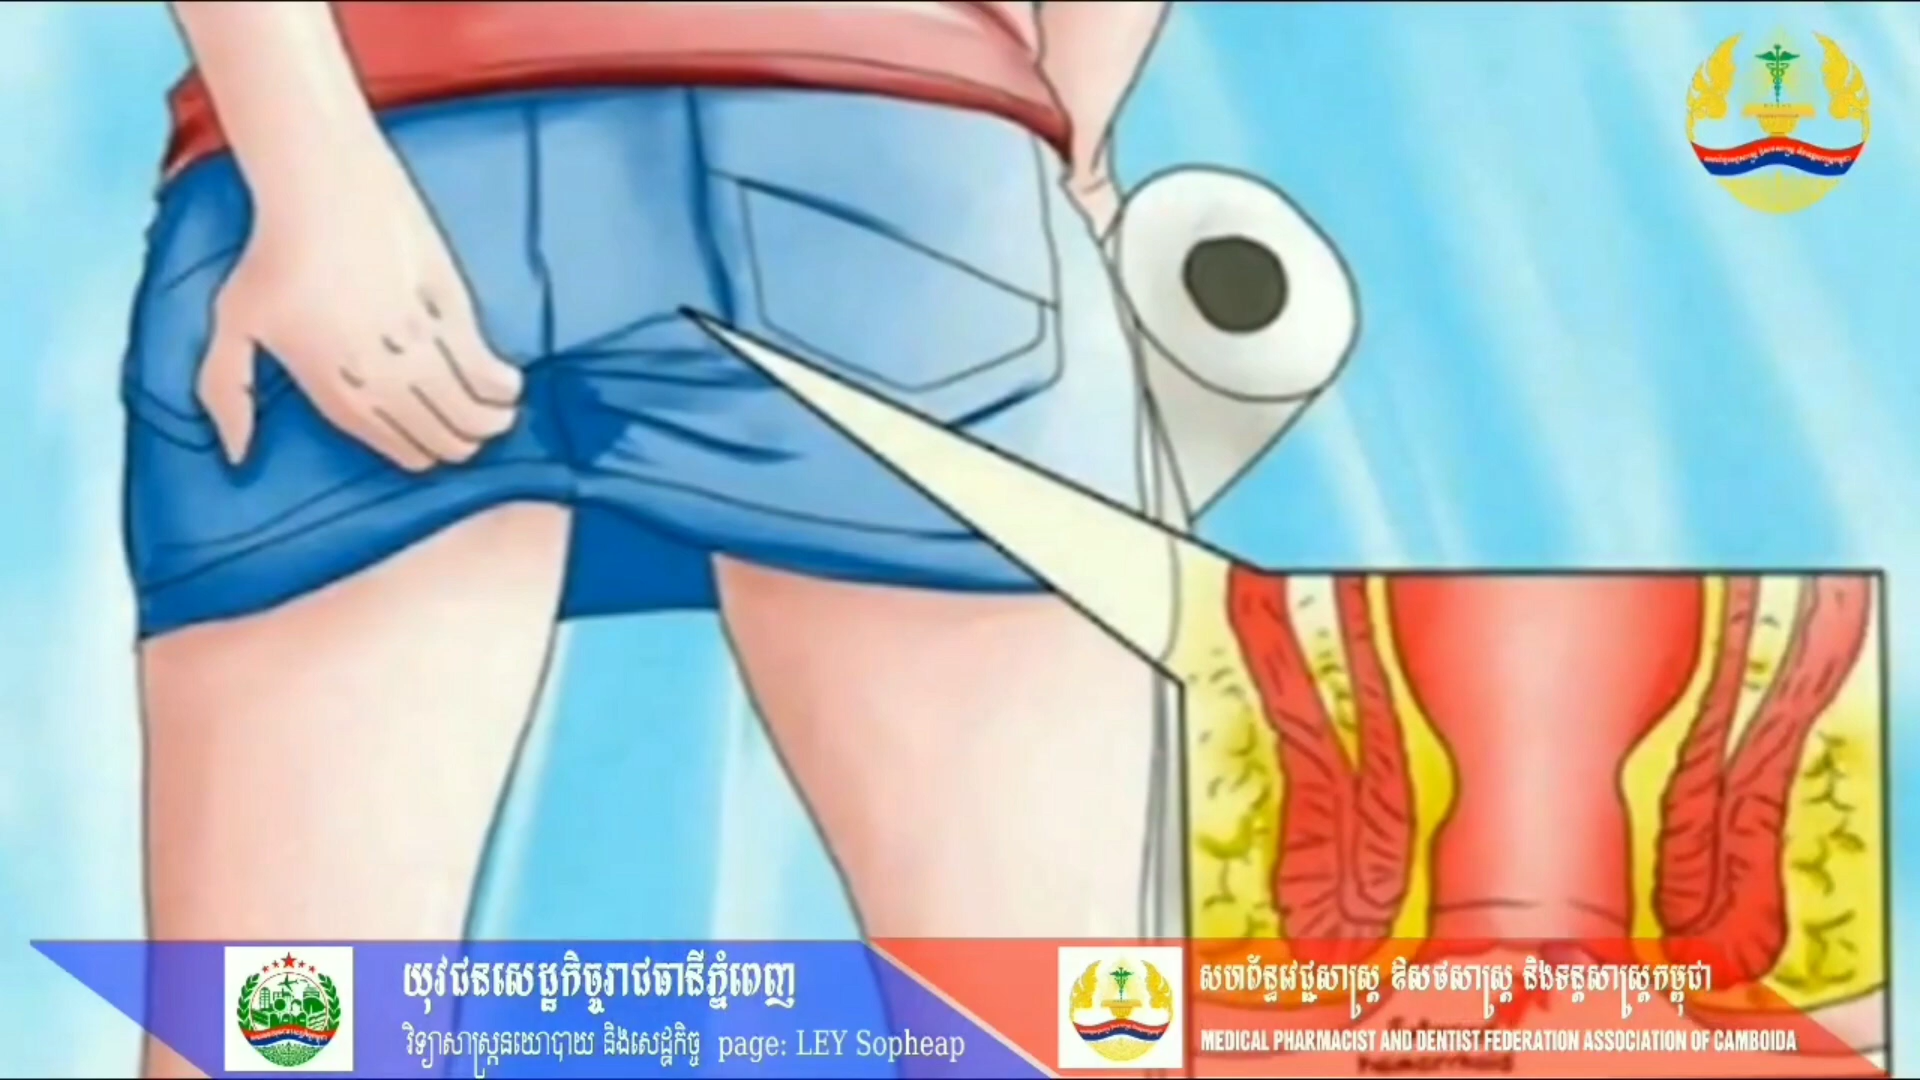 យុវជនសេដ្ឋកិច្ចរាជធានីភ្នំពេញ
វិទ្យាសាស្ត្រនយោបាយ និងសេដ្ឋកិច្ច page: LEY Sopheap
សហព័ន្ធវេជ្ជសាស្ត្រ ឱសថសាស្ត្រ និងទន្តសាស្ត្រកម្ពុជា
MEDICAL PHARMACIST AND DENTIST FEDERATION ASSOCIATION OF CAMBOIDA